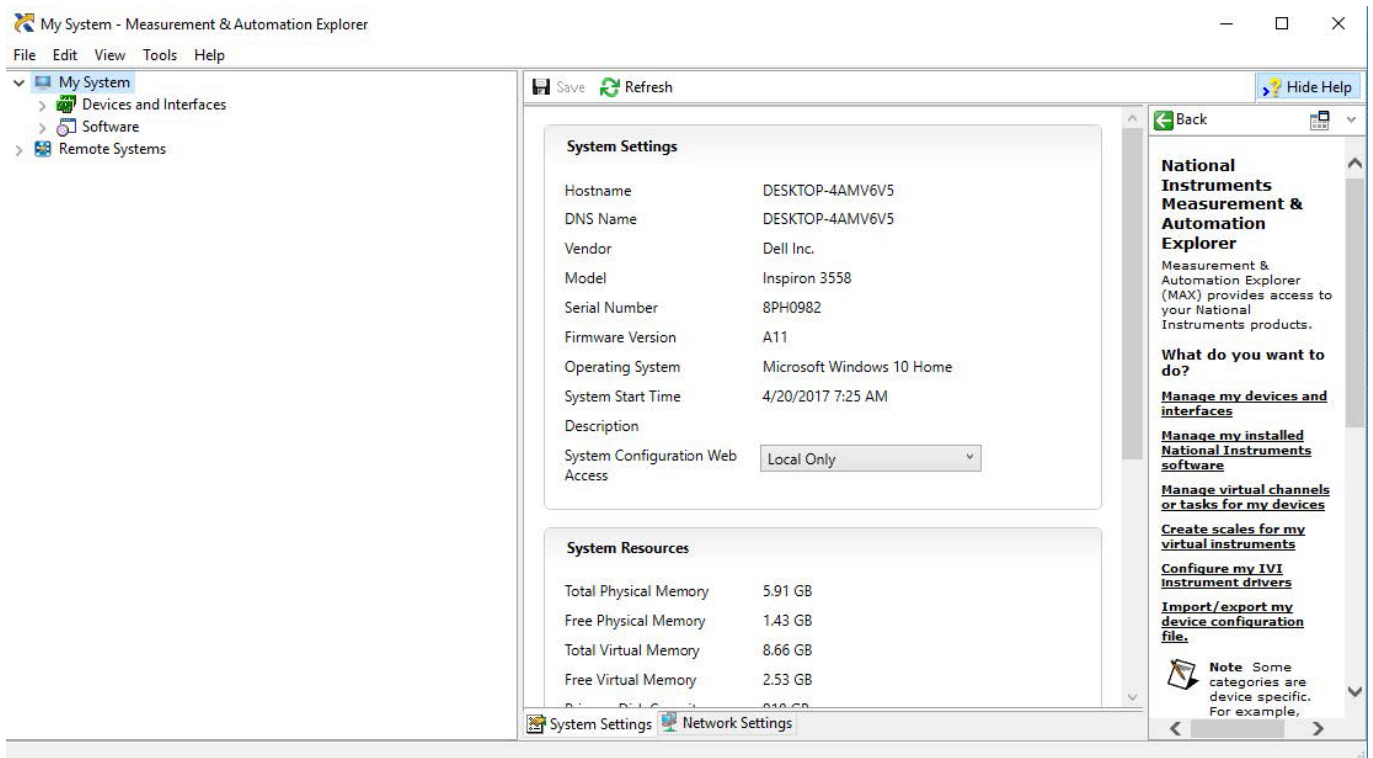 My System - Measurement & Automation Explorer
File Edit View Tools Help
My System
Devices and Interfaces
Software
Remote Systems
Save Refresh
Hide Help
System Settings
Hostname DESKTOP-4AMV6V5
DNS Name DESKTOP-4AMV6V5
Vendor Dell Inc.
Model Inspiron 3558
Serial Number 8PH0982
Firmware Version A11
Operating System Microsoft Windows 10 Home
System Start Time 4/20/2017 7:25 AM
Description
System Configuration Web
Access
Local Only
System Resources
Total Physical Memory 5.91 GB
Free Physical Memory 1.43 GB
Total Virtual Memory 8.66 GB
Free Virtual Memory 2.53 GB
System Settings Network Settings
Back
National
Instruments
Measurement &
Automation
Explorer
Measurement &
Automation Explorer
(MAX) provides access to
your National
Instruments products.
What do you want to
do?
Manage my devices and
interfaces
Manage my installed
National Instruments
software
Manage virtual channels
or tasks for my devices
Create scales for my
virtual instruments
Configure my IVI
Instrument drivers
Import/export my
device configuration
file.
Note Some
categories are
device specific.
For example,